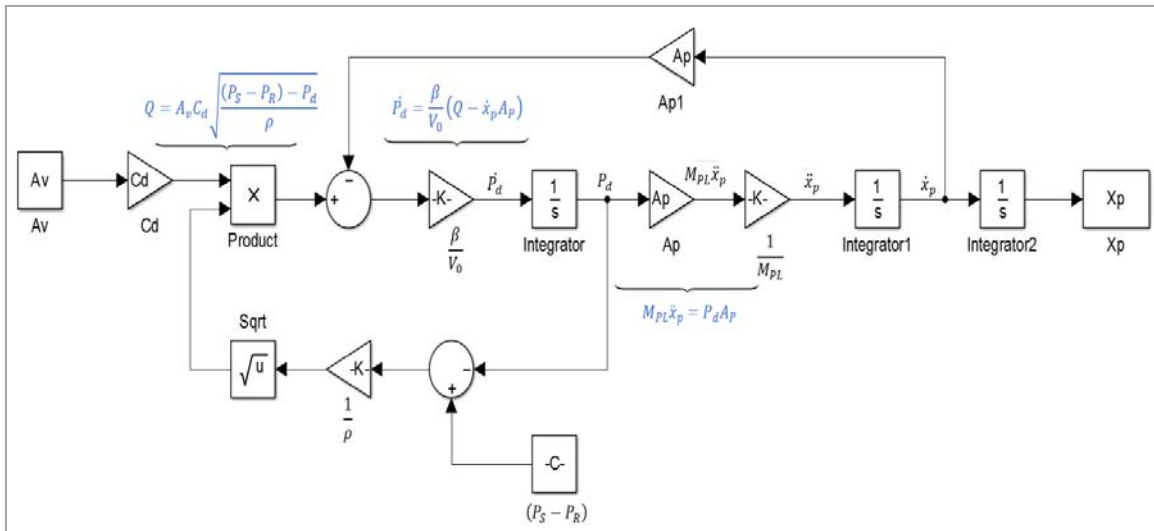 Ap
Ap1
Q = A_v C_d √(((P_S − P_R) − P_d) / ρ)
Ṗ_d = β/V_0 (Q − ẋ_p A_P)
Av
Av
Cd
Cd
X
Product
−
+
-K-
β/V_0
Ṗ_d
1/s
Integrator
P_d
Ap
Ap
M_PL ẍ_p
-K-
1/M_PL
ẍ_p
1/s
Integrator1
ẋ_p
1/s
Integrator2
Xp
Xp
M_PL ẍ_p = P_d A_P
Sqrt
√u
-K-
1/ρ
−
+
-C-
(P_S − P_R)